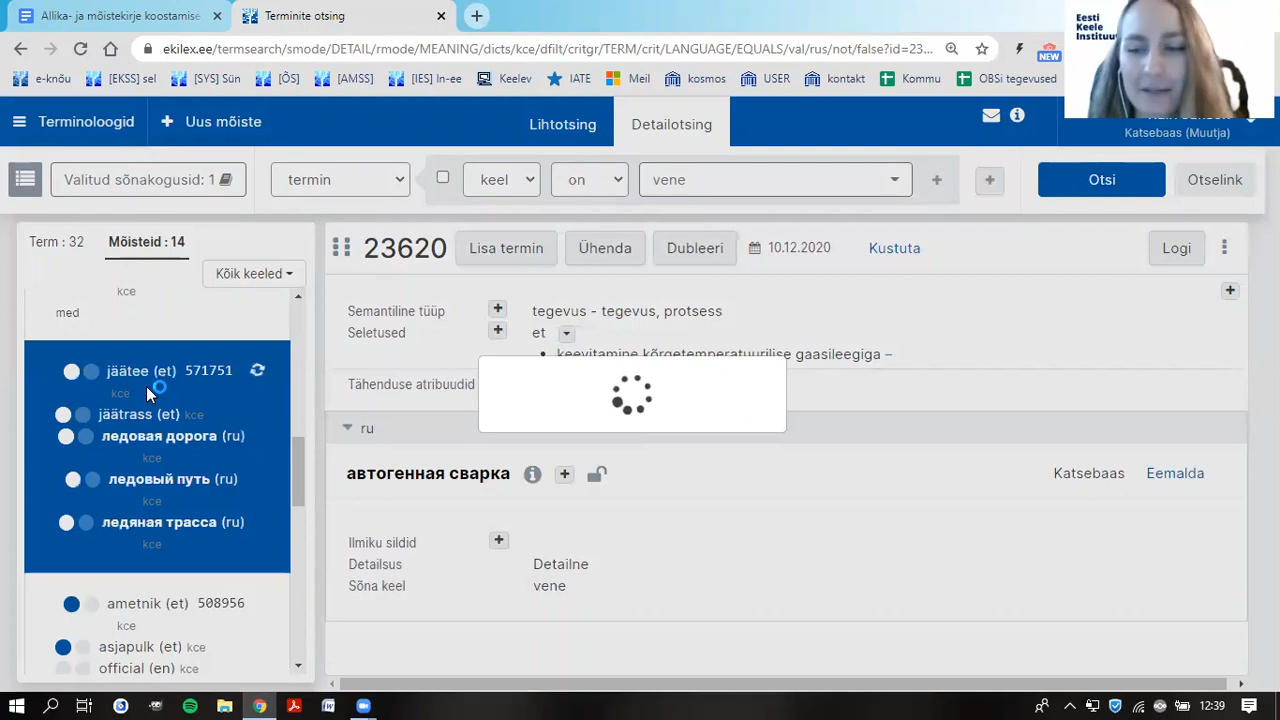 Allika- ja mõistekirje koostamise
Terminite otsing
ekilex.ee/termsearch/smode/DETAIL/rmode/MEANING/dicts/kce/dfilt/critgr/TERM/crit/LANGUAGE/EQUALS/val/rus/not/false?id=23...
NEW
e-knõu
[EKSS] sel
[SYS] Sün
[ÕS]
[AMSS]
[IES] In-ee
Keelev
IATE
Meil
kosmos
USER
kontakt
Kommu
OBSi tegevused
Eesti
Keele
Instituut
Terminoloogid
Uus mõiste
Lihtotsing
Detailotsing
Katsebaas (Muutja)
Valitud sõnakogusid: 1
termin
keel
on
vene
Otsi
Otselink
Term : 32
Mõisteid : 14
Kõik keeled
kce
med
jäätee (et) 571751
kce
jäätrass (et) kce
ледовая дорога (ru)
kce
ледовый путь (ru)
kce
ледяная трасса (ru)
kce
ametnik (et) 508956
kce
asjapulk (et) kce
official (en) kce
23620
Lisa termin
Ühenda
Dubleeri
10.12.2020
Kustuta
Logi
Semantiline tüüp
tegevus - tegevus, protsess
Seletused
et
keevitamine kõrgetemperatuurilise gaasileegiga –
Tähenduse atribuudid
ru
автогенная сварка
Katsebaas
Eemalda
Ilmiku sildid
Detailsus
Detailne
Sõna keel
vene
12:39